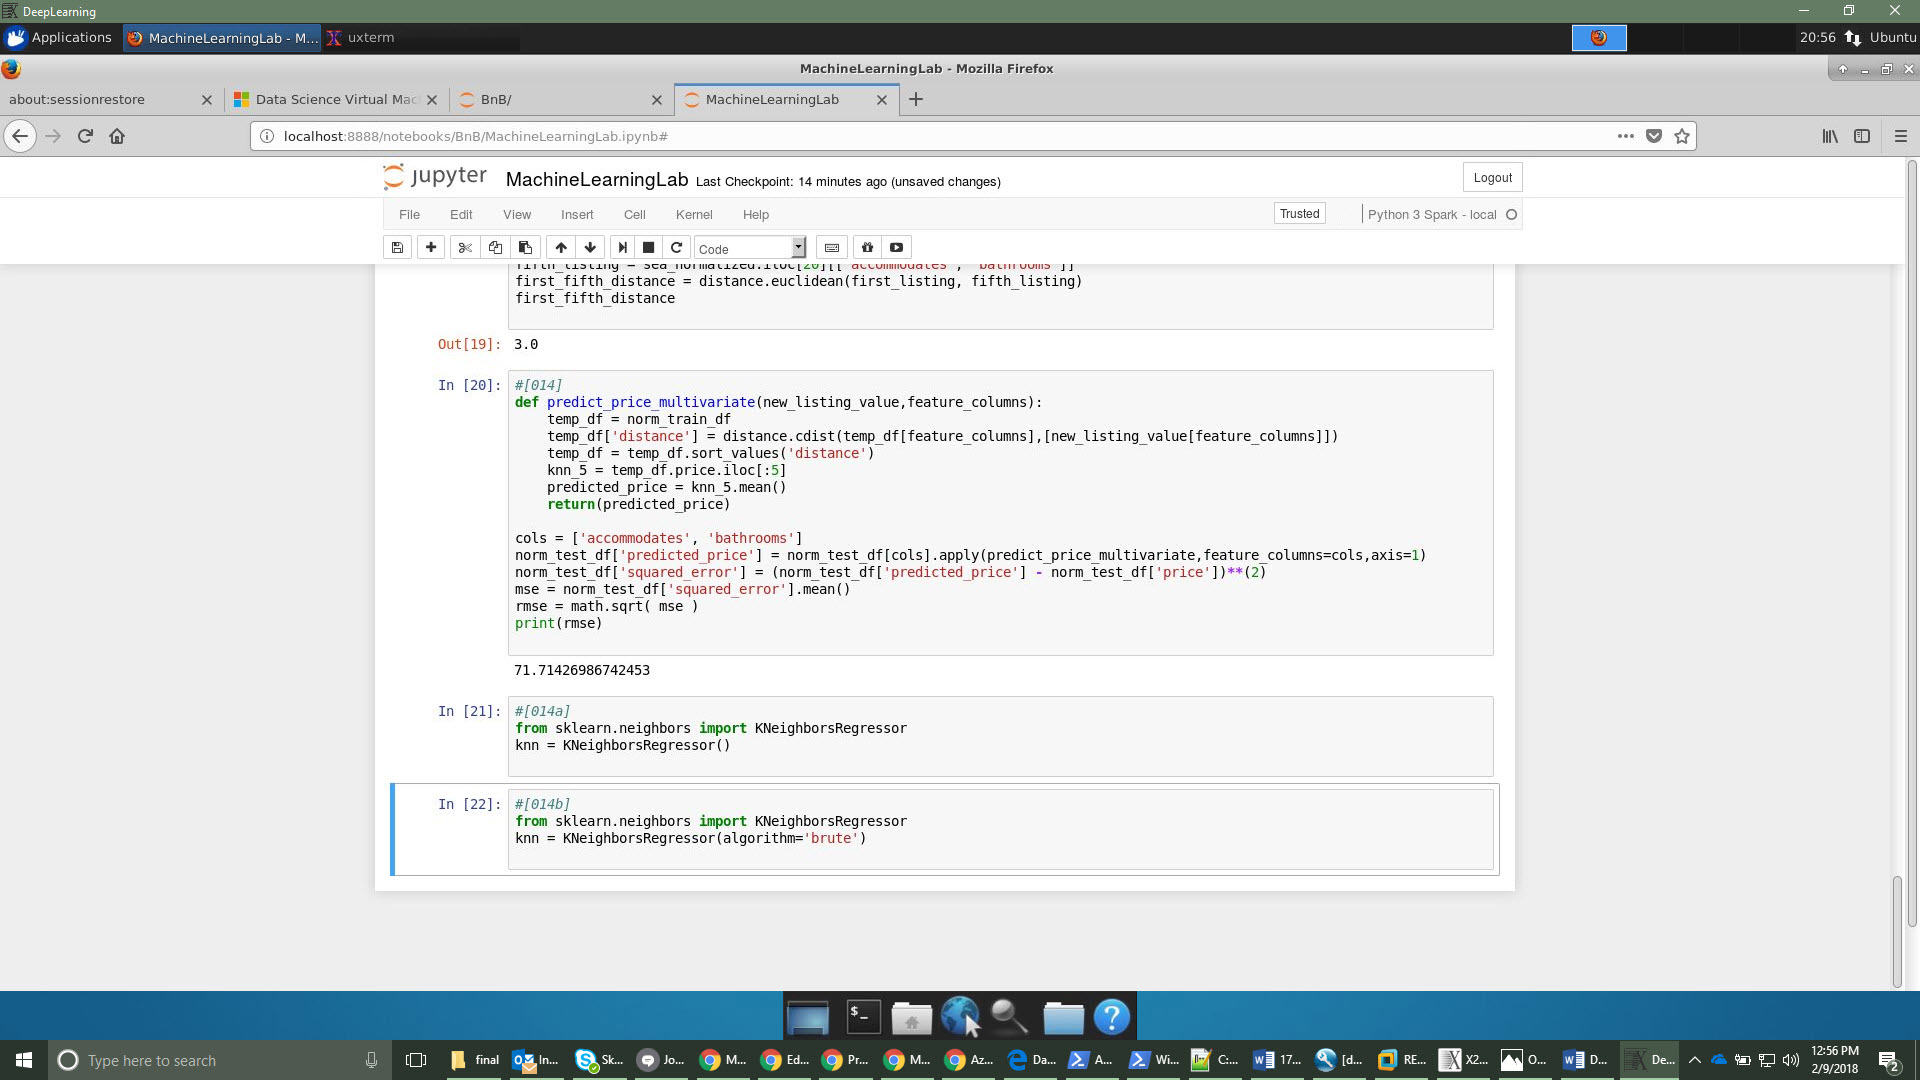 DeepLearning
Applications
MachineLearningLab - M...
uxterm
20:56
Ubuntu
MachineLearningLab - Mozilla Firefox
about:sessionrestore
Data Science Virtual Mac
BnB/
MachineLearningLab
localhost:8888/notebooks/BnB/MachineLearningLab.ipynb#
jupyter
MachineLearningLab Last Checkpoint: 14 minutes ago (unsaved changes)
Logout
File Edit View Insert Cell Kernel Help
Trusted
Python 3 Spark - local
Code
fifth_listing = sea_normalized.iloc[20][['accommodates', 'bathrooms']]
first_fifth_distance = distance.euclidean(first_listing, fifth_listing)
first_fifth_distance
Out[19]: 3.0
In [20]: #[014]
def predict_price_multivariate(new_listing_value,feature_columns):
    temp_df = norm_train_df
    temp_df['distance'] = distance.cdist(temp_df[feature_columns],[new_listing_value[feature_columns]])
    temp_df = temp_df.sort_values('distance')
    knn_5 = temp_df.price.iloc[:5]
    predicted_price = knn_5.mean()
    return(predicted_price)
cols = ['accommodates', 'bathrooms']
norm_test_df['predicted_price'] = norm_test_df[cols].apply(predict_price_multivariate,feature_columns=cols,axis=1)
norm_test_df['squared_error'] = (norm_test_df['predicted_price'] - norm_test_df['price'])**(2)
mse = norm_test_df['squared_error'].mean()
rmse = math.sqrt( mse )
print(rmse)
71.71426986742453
In [21]: #[014a]
from sklearn.neighbors import KNeighborsRegressor
knn = KNeighborsRegressor()
In [22]: #[014b]
from sklearn.neighbors import KNeighborsRegressor
knn = KNeighborsRegressor(algorithm='brute')
$_
?
Type here to search
final
In...
Sk...
Jo...
M...
Ed...
Pr...
M...
Az...
Da...
A...
Wi...
C:...
17...
[d...
RE...
X2...
O...
D...
De...
12:56 PM
2/9/2018
2